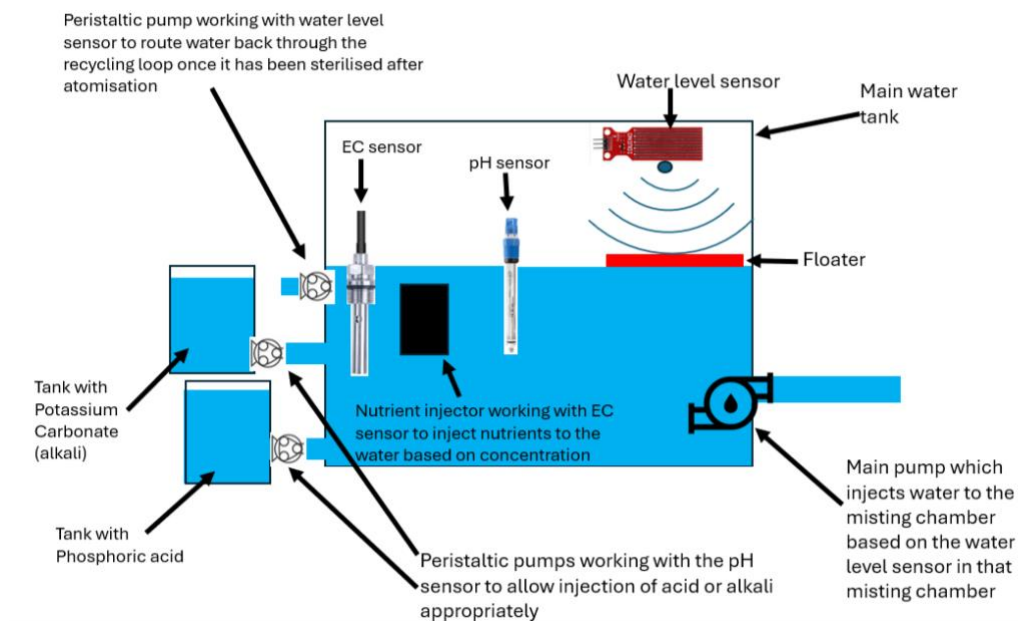 Peristaltic pump working with water level
sensor to route water back through the
recycling loop once it has been sterilised after
atomisation
Water level sensor
Main water
tank
EC sensor
pH sensor
Floater
Tank with
Potassium
Carbonate
(alkali)
Nutrient injector working with EC
sensor to inject nutrients to the
water based on concentration
Main pump which
injects water to the
misting chamber
based on the water
level sensor in that
misting chamber
Tank with
Phosphoric acid
Peristaltic pumps working with the pH
sensor to allow injection of acid or alkali
appropriately